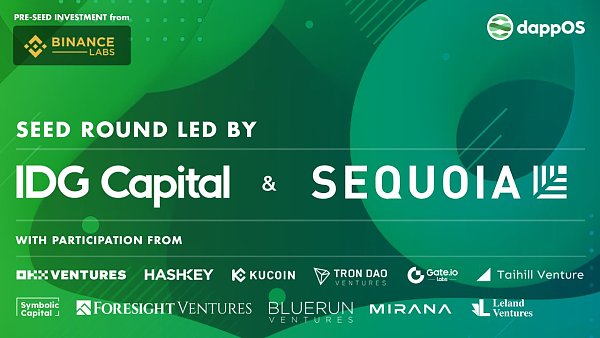 PRE-SEED INVESTMENT from
BINANCE
LABS
dappOS
SEED ROUND LED BY
IDG Capital & SEQUOIA
WITH PARTICIPATION FROM
OKX VENTURES HASHKEY KUCOIN TRON DAO VENTURES Gate.io Labs Taihill Venture
Symbolic Capital FORESIGHT VENTURES BLUERUN VENTURES MIRANA Leland Ventures